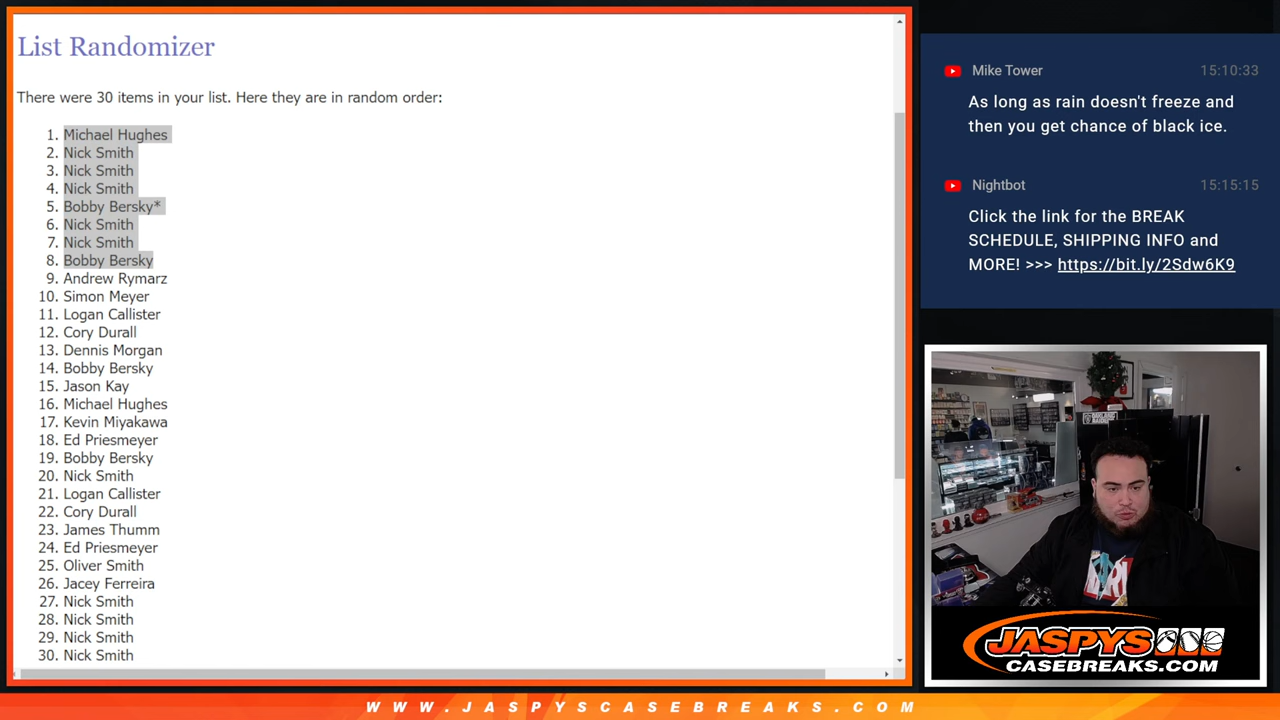 List Randomizer
There were 30 items in your list. Here they are in random order:
1. Michael Hughes
2. Nick Smith
3. Nick Smith
4. Nick Smith
5. Bobby Bersky*
6. Nick Smith
7. Nick Smith
8. Bobby Bersky
9. Andrew Rymarz
10. Simon Meyer
11. Logan Callister
12. Cory Durall
13. Dennis Morgan
14. Bobby Bersky
15. Jason Kay
16. Michael Hughes
17. Kevin Miyakawa
18. Ed Priesmeyer
19. Bobby Bersky
20. Nick Smith
21. Logan Callister
22. Cory Durall
23. James Thumm
24. Ed Priesmeyer
25. Oliver Smith
26. Jacey Ferreira
27. Nick Smith
28. Nick Smith
29. Nick Smith
30. Nick Smith
Mike Tower 15:10:33
As long as rain doesn't freeze and
then you get chance of black ice.
Nightbot 15:15:15
Click the link for the BREAK
SCHEDULE, SHIPPING INFO and
MORE! >>> https://bit.ly/2Sdw6K9
JASPYS
CASEBREAKS.COM
WWW.JASPYSCASEBREAKS.COM